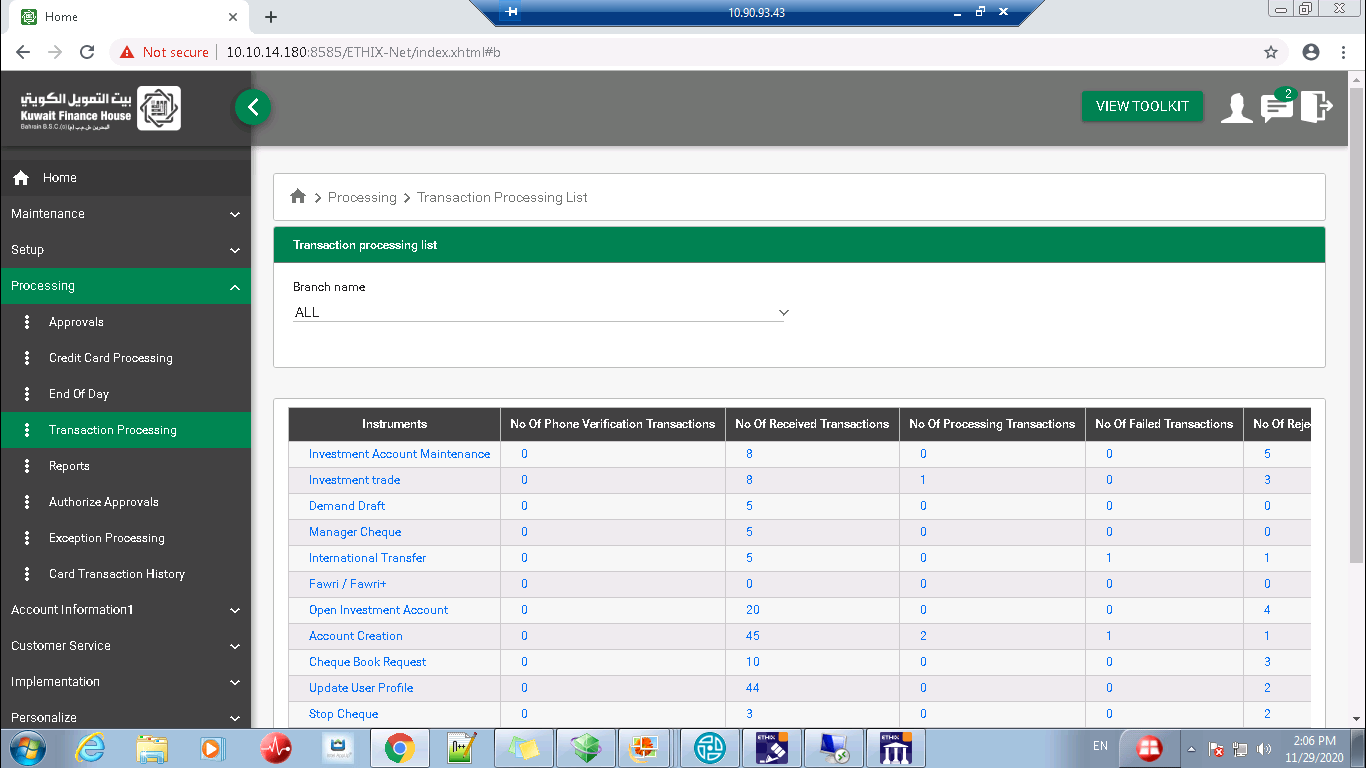 Home
10.90.93.43
Not secure
10.10.14.180:8585/ETHIX-Net/index.xhtml#b
بيت التمويل الكويتي
Kuwait Finance House
VIEW TOOLKIT
2
Home
Maintenance
Setup
Processing
Approvals
Credit Card Processing
End Of Day
Transaction Processing
Reports
Authorize Approvals
Exception Processing
Card Transaction History
Account Information1
Customer Service
Implementation
Personalize
Processing
Transaction Processing List
Transaction processing list
Branch name
ALL
Instruments No Of Phone Verification Transactions No Of Received Transactions No Of Processing Transactions No Of Failed Transactions No Of Reje
Investment Account Maintenance 0 8 0 0 5
Investment trade 0 8 1 0 3
Demand Draft 0 5 0 0 0
Manager Cheque 0 5 0 0 0
International Transfer 0 5 0 1 1
Fawri / Fawri+ 0 0 0 0 0
Open Investment Account 0 20 0 0 4
Account Creation 0 45 2 1 1
Cheque Book Request 0 10 0 0 3
Update User Profile 0 44 0 0 2
Stop Cheque 0 3 0 0 2
ETHIX
ETHIX
EN
2:06 PM
11/29/2020